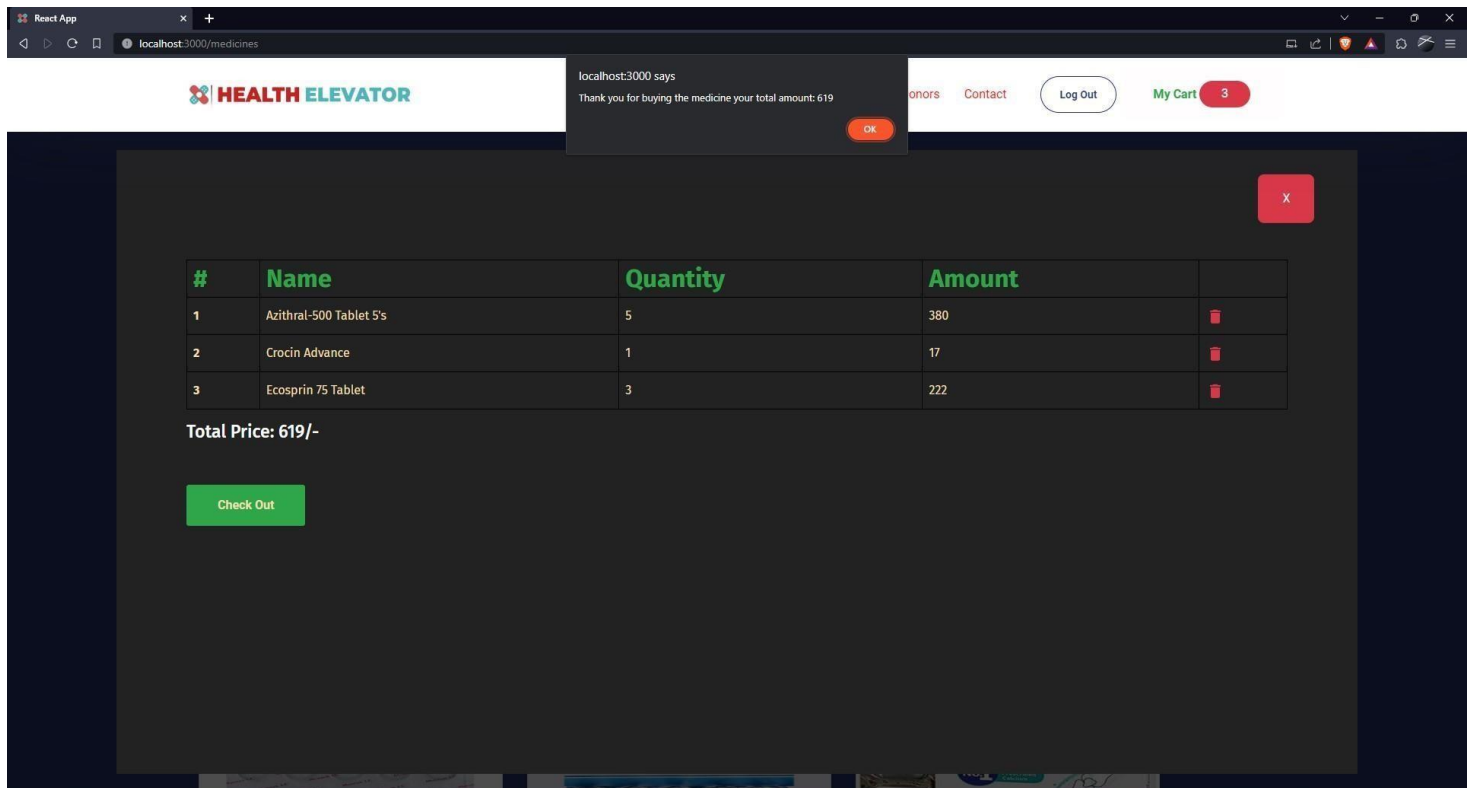 React App
localhost:3000/medicines
HEALTH ELEVATOR
localhost:3000 says
Thank you for buying the medicine your total amount: 619
OK
onors Contact Log Out My Cart 3
X
# Name Quantity Amount
1 Azithral-500 Tablet 5's 5 380
2 Crocin Advance 1 17
3 Ecosprin 75 Tablet 3 222
Total Price: 619/-
Check Out